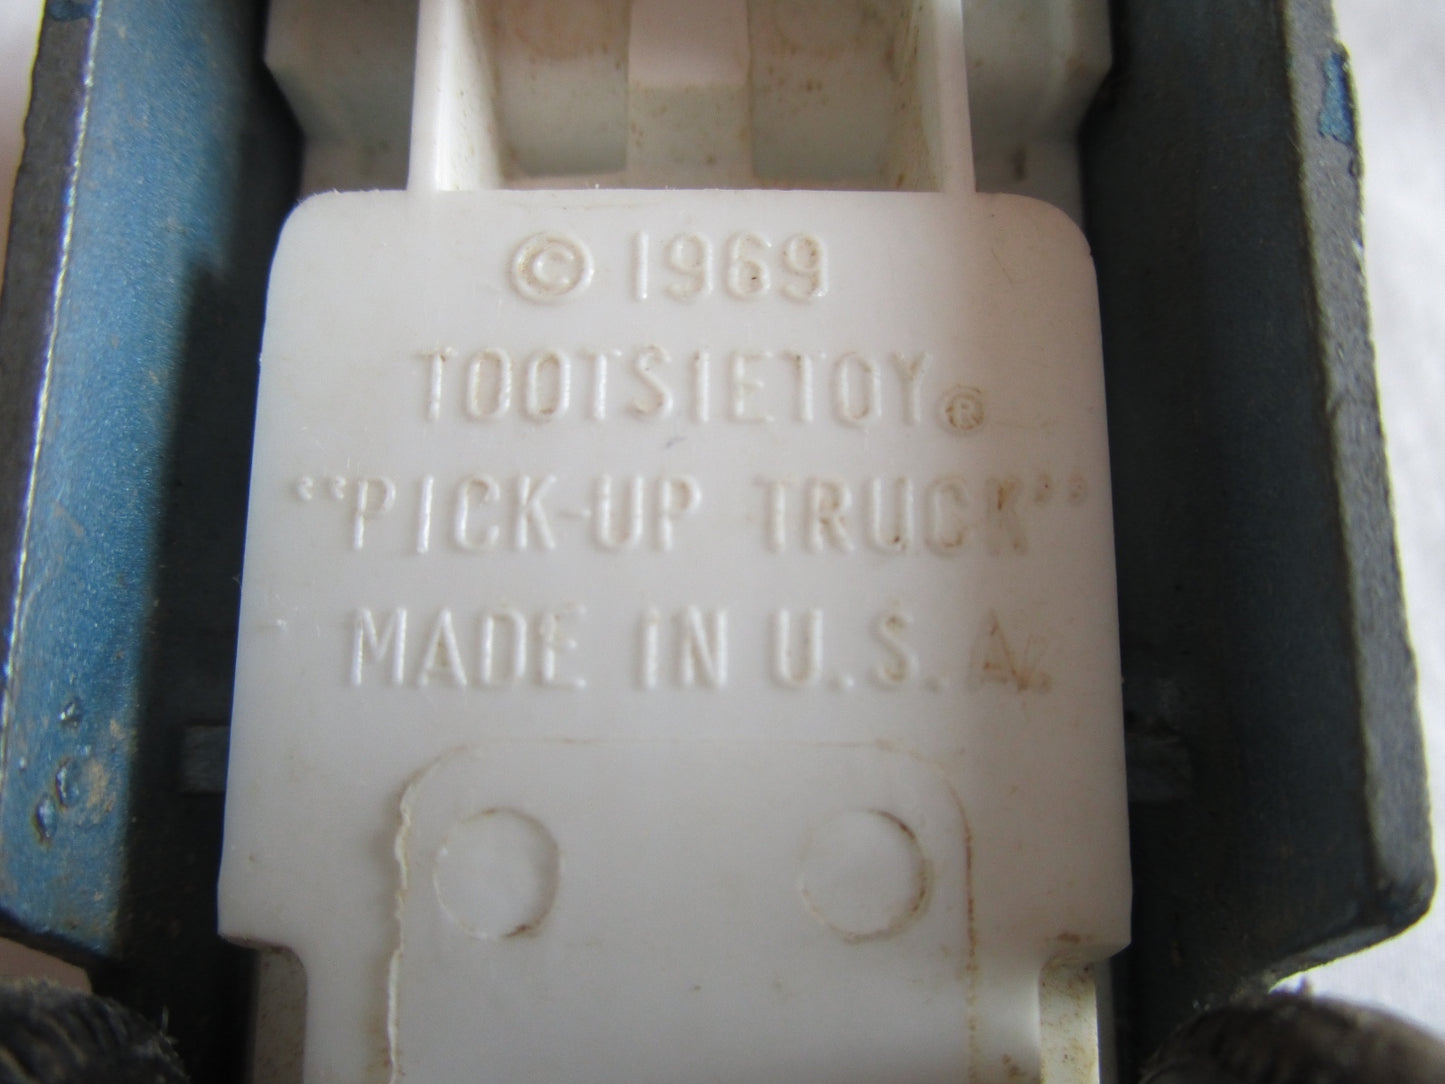 © 1969
TOOTSIETOY®
“PICK-UP TRUCK”
MADE IN U.S.A.